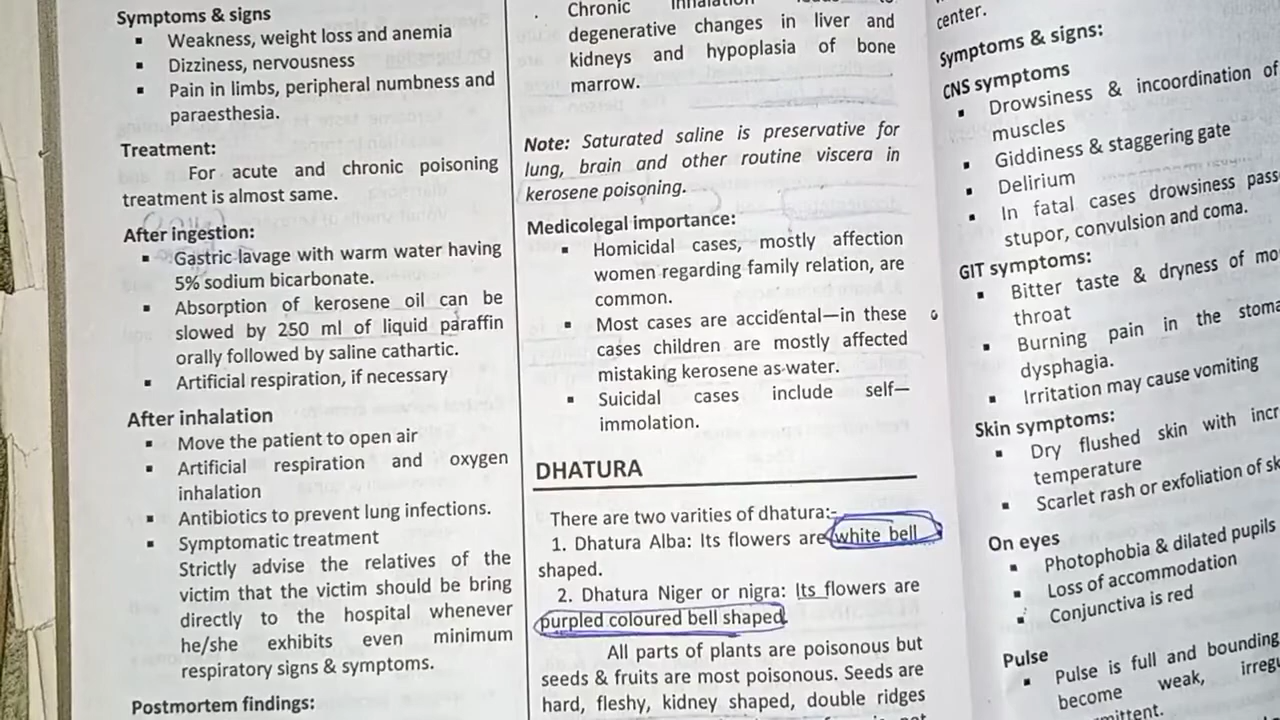 Symptoms & signs
▪ Weakness, weight loss and anemia
▪ Dizziness, nervousness
▪ Pain in limbs, peripheral numbness and
paraesthesia.
Treatment:
For acute and chronic poisoning
treatment is almost same.
After ingestion:
▪ Gastric lavage with warm water having
5% sodium bicarbonate.
▪ Absorption of kerosene oil can be
slowed by 250 ml of liquid paraffin
orally followed by saline cathartic.
▪ Artificial respiration, if necessary
After inhalation
▪ Move the patient to open air
▪ Artificial respiration and oxygen
inhalation
▪ Antibiotics to prevent lung infections.
▪ Symptomatic treatment
Strictly advise the relatives of the
victim that the victim should be bring
directly to the hospital whenever
he/she exhibits even minimum
respiratory signs & symptoms.
Postmortem findings:
Chronic inhalation
degenerative changes in liver and
kidneys and hypoplasia of bone
marrow.
Note: Saturated saline is preservative for
lung, brain and other routine viscera in
kerosene poisoning.
Medicolegal importance:
▪ Homicidal cases, mostly affection
women regarding family relation, are
common.
▪ Most cases are accidental—in these
cases children are mostly affected
mistaking kerosene as water.
▪ Suicidal cases include self—
immolation.
DHATURA
There are two varities of dhatura:-
1. Dhatura Alba: Its flowers are white bell
shaped.
2. Dhatura Niger or nigra: Its flowers are
purpled coloured bell shaped.
All parts of plants are poisonous but
seeds & fruits are most poisonous. Seeds are
hard, fleshy, kidney shaped, double ridges
center.
Symptoms & signs:
CNS symptoms
▪ Drowsiness & incoordination of
muscles
▪ Giddiness & staggering gate
▪ Delirium
▪ In fatal cases drowsiness pass
stupor, convulsion and coma.
GIT symptoms:
▪ Bitter taste & dryness of mo
throat
▪ Burning pain in the stoma
dysphagia.
▪ Irritation may cause vomiting
Skin symptoms:
▪ Dry flushed skin with incr
temperature
▪ Scarlet rash or exfoliation of sk
On eyes
▪ Photophobia & dilated pupils
▪ Loss of accommodation
▪ Conjunctiva is red
Pulse
▪ Pulse is full and bounding
become weak, irregu